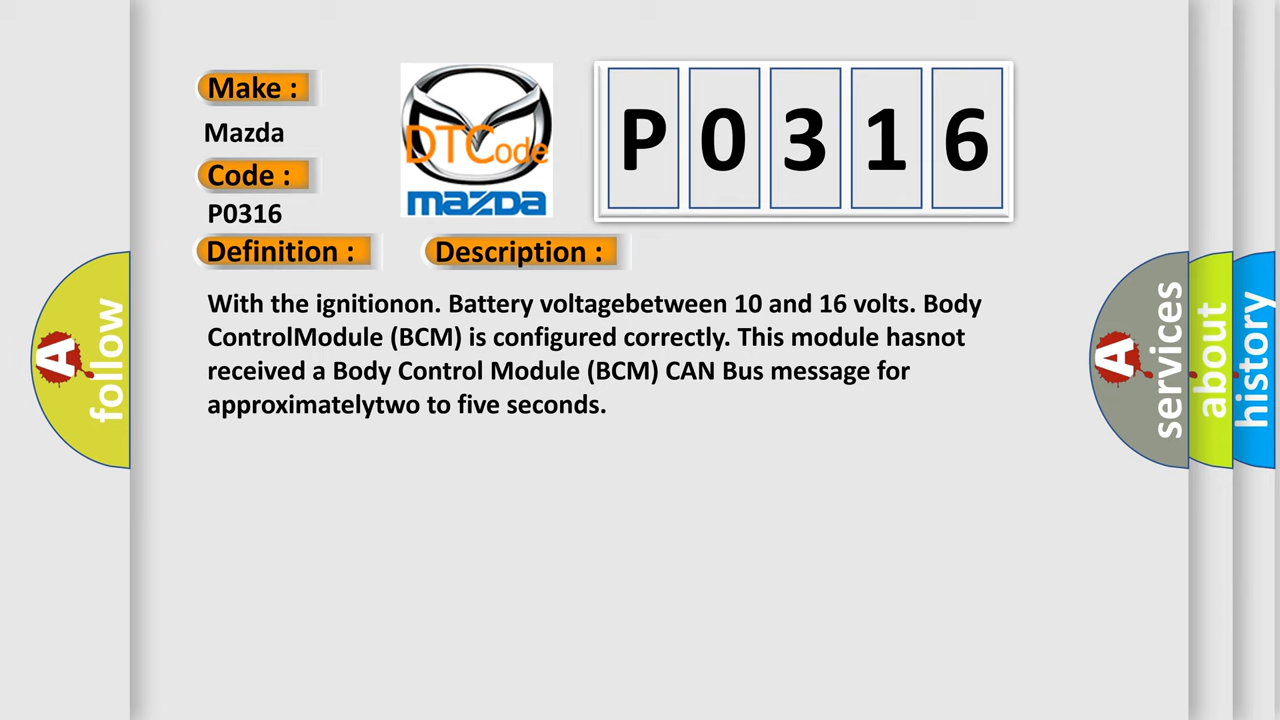 Make :
Mazda
Code :
P0316
Definition :
Description :
DTCode
mazDa
P0316
With the ignitionon. Battery voltagebetween 10 and 16 volts. Body
ControlModule (BCM) is configured correctly. This module hasnot
received a Body Control Module (BCM) CAN Bus message for
approximatelytwo to five seconds.
A follow
A services
about
history